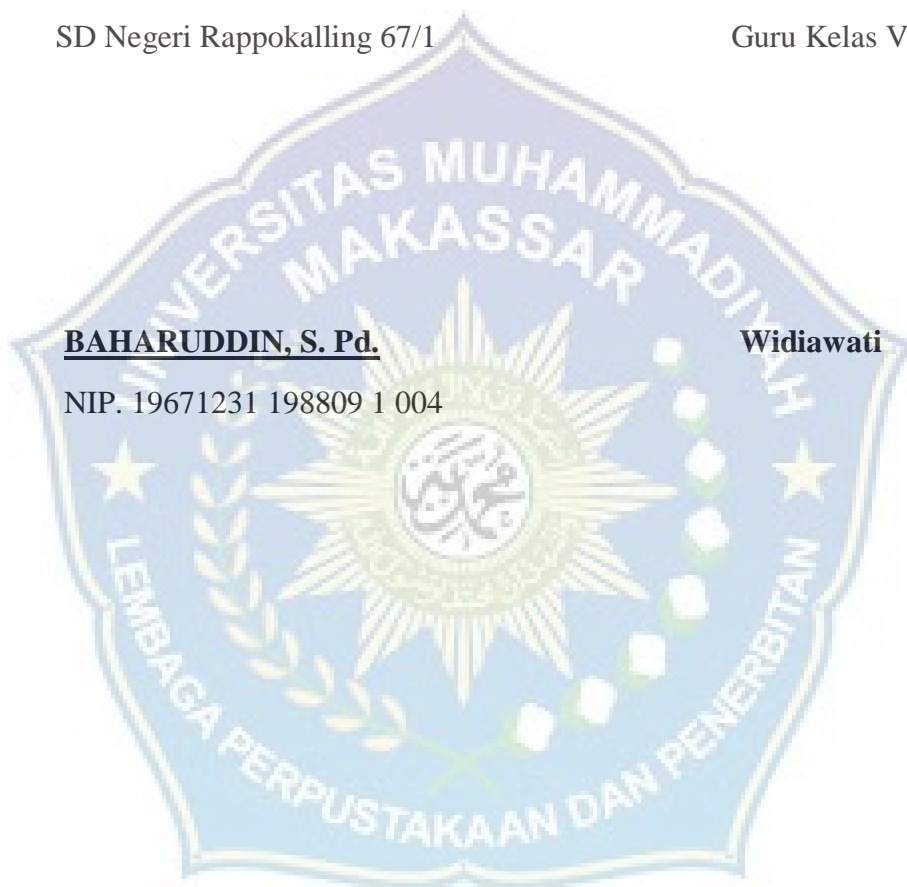 SD Negeri Rappokalling 67/1 Guru Kelas V
UNIVERSITAS MUHAMMADIYAH
MAKASSAR
BAHARUDDIN, S. Pd. Widiawati
NIP. 19671231 198809 1 004
محمدية
LEMBAGA PERPUSTAKAAN DAN PENERBITAN